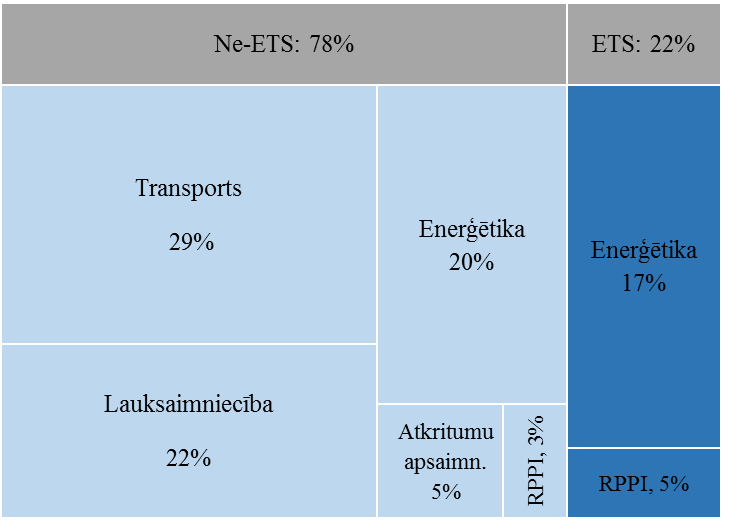 Ne-ETS: 78%
ETS: 22%
Transports
29%
Enerģētika
20%
Enerģētika
17%
Lauksaimniecība
22%
Atkritumu
apsaimn.
5%
RPPI, 3%
RPPI, 5%